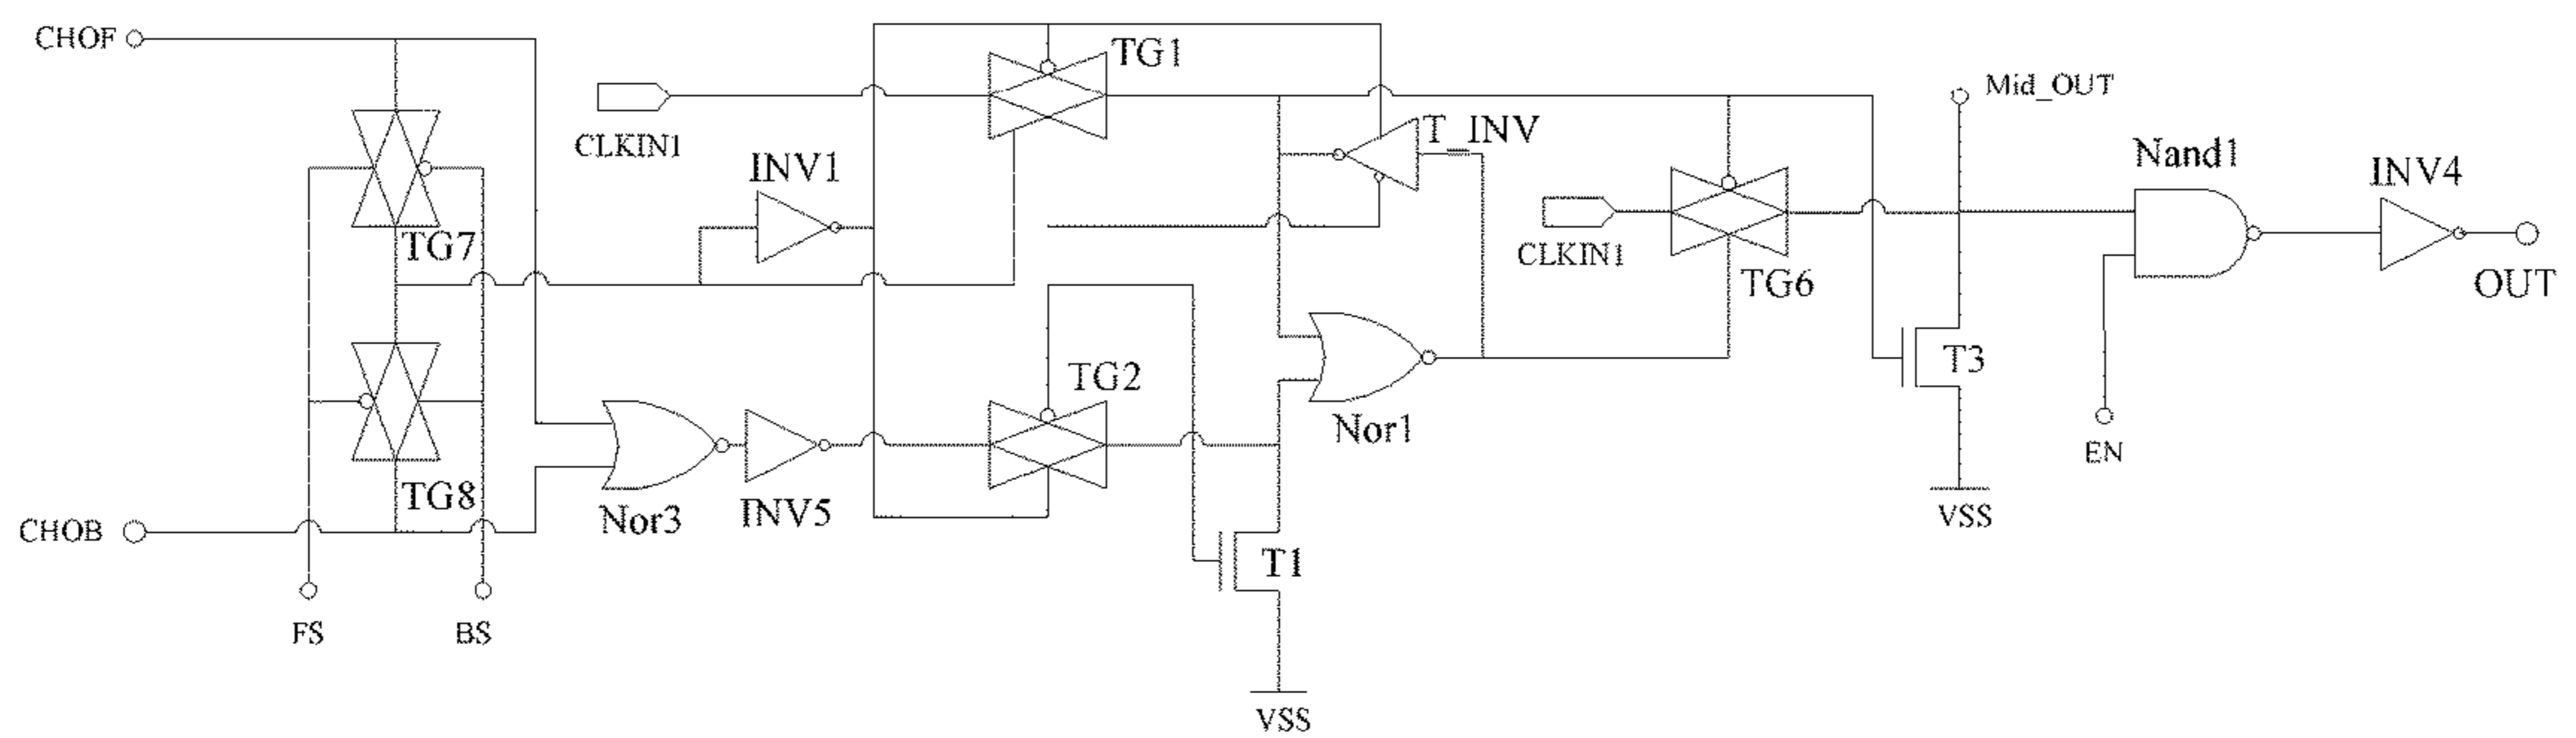 CHOF
TG1
Mid_OUT
CLKIN1
T_INV
INV1
Nand1
INV4
TG7
CLKIN1
TG6
OUT
TG2
T3
Nor1
EN
TG8
Nor3
INV5
CHOB
VSS
T1
FS
BS
VSS